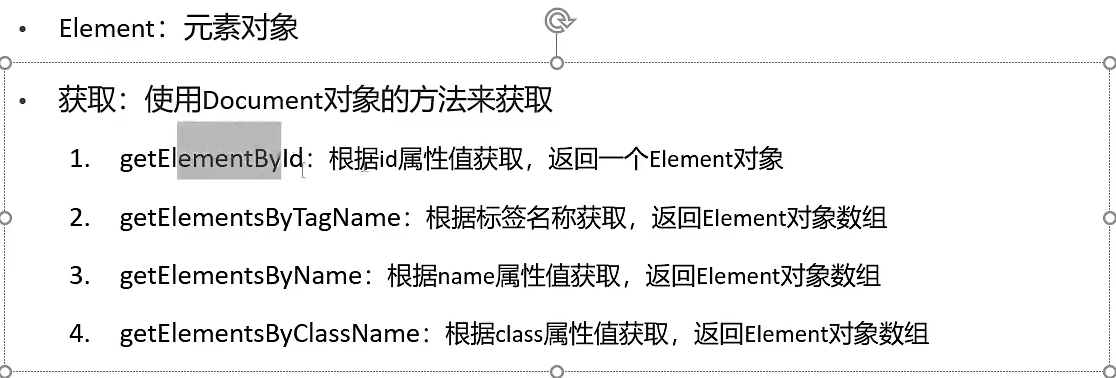 • Element：元素对象
• 获取：使用Document对象的方法来获取
1. getElementById：根据id属性值获取，返回一个Element对象
2. getElementsByTagName：根据标签名称获取，返回Element对象数组
3. getElementsByName：根据name属性值获取，返回Element对象数组
4. getElementsByClassName：根据class属性值获取，返回Element对象数组